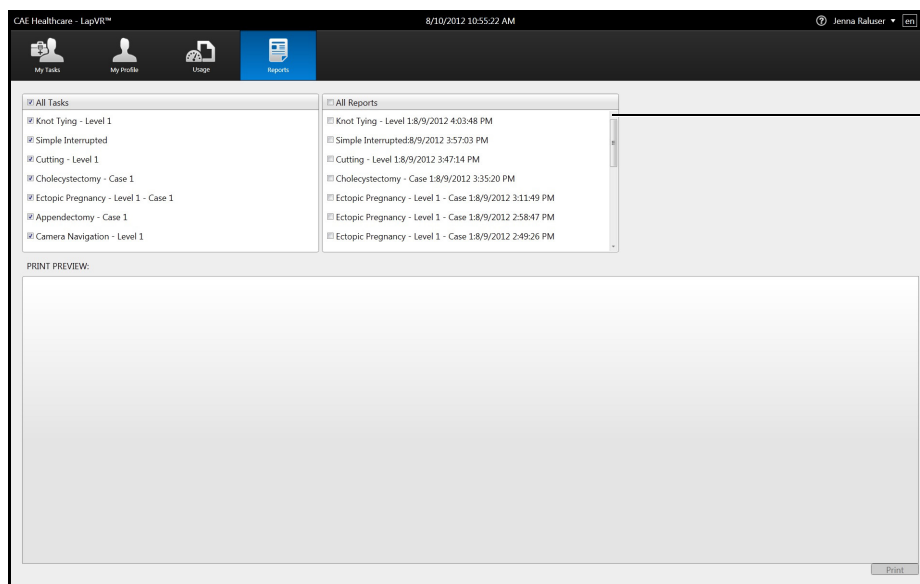 CAE Healthcare - LapVR™ 8/10/2012 10:55:22 AM ? Jenna Raluser ▼ en
My Tasks My Profile Usage Reports
All Tasks
Knot Tying - Level 1
Simple Interrupted
Cutting - Level 1
Cholecystectomy - Case 1
Ectopic Pregnancy - Level 1 - Case 1
Appendectomy - Case 1
Camera Navigation - Level 1
All Reports
Knot Tying - Level 1:8/9/2012 4:03:48 PM
Simple Interrupted:8/9/2012 3:57:03 PM
Cutting - Level 1:8/9/2012 3:47:14 PM
Cholecystectomy - Case 1:8/9/2012 3:35:20 PM
Ectopic Pregnancy - Level 1 - Case 1:8/9/2012 3:11:49 PM
Ectopic Pregnancy - Level 1 - Case 1:8/9/2012 2:58:47 PM
Ectopic Pregnancy - Level 1 - Case 1:8/9/2012 2:49:26 PM
PRINT PREVIEW:
Print